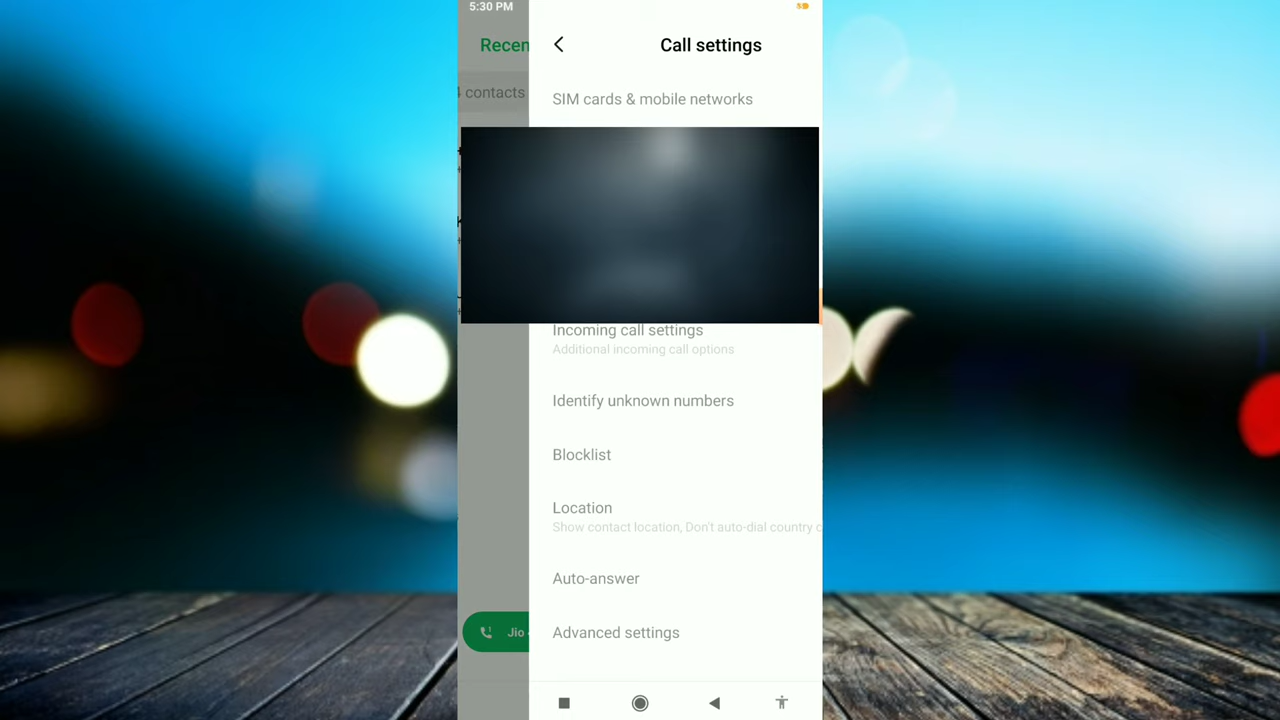 5:30 PM
Recen
Call settings
contacts
SIM cards & mobile networks
Incoming call settings
Additional incoming call options
Identify unknown numbers
Blocklist
Location
Show contact location, Don't auto-dial country c
Auto-answer
Jio
Advanced settings